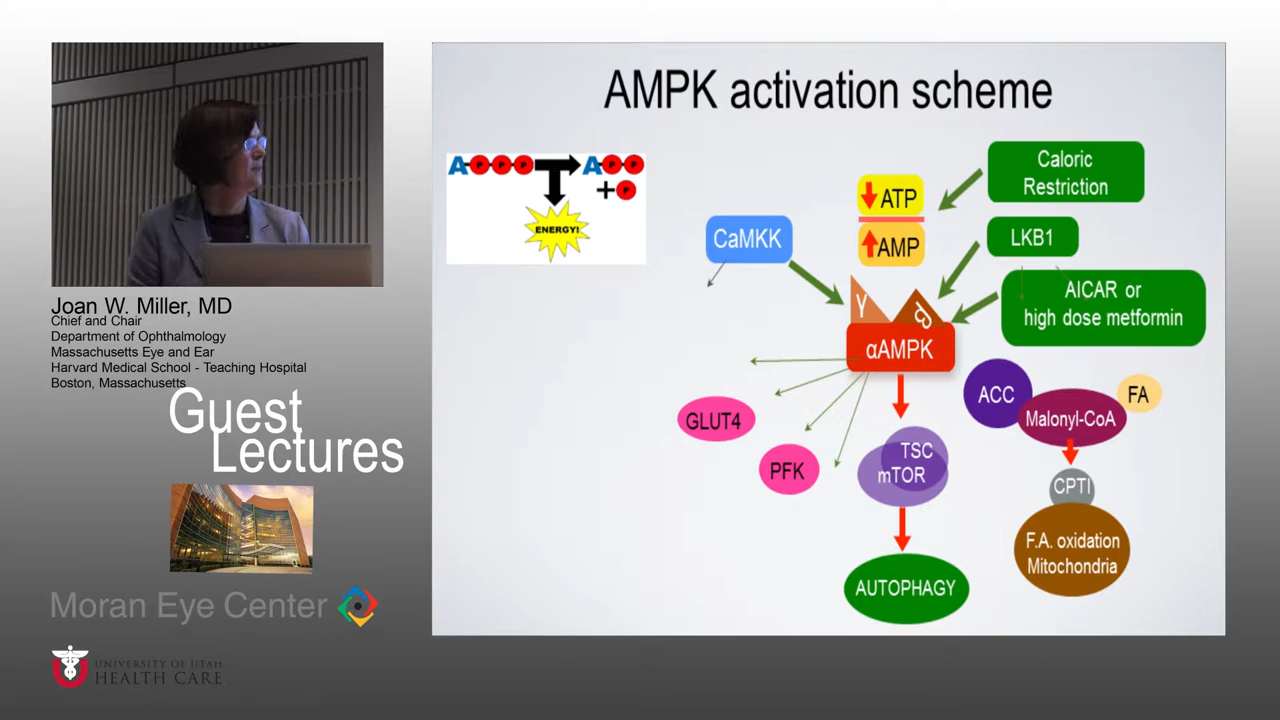 AMPK activation scheme
A-P-P-P
A-P-P
+P
ENERGY!
Caloric
Restriction
↓ ATP
↑ AMP
CaMKK
LKB1
AICAR or
high dose metformin
γ
β
αAMPK
ACC
Malonyl-CoA
FA
GLUT4
PFK
TSC
mTOR
CPTI
F.A. oxidation
Mitochondria
AUTOPHAGY
Joan W. Miller, MD
Chief and Chair
Department of Ophthalmology
Massachusetts Eye and Ear
Harvard Medical School - Teaching Hospital
Boston, Massachusetts
Guest
Lectures
Moran Eye Center
U
UNIVERSITY OF UTAH
HEALTH CARE